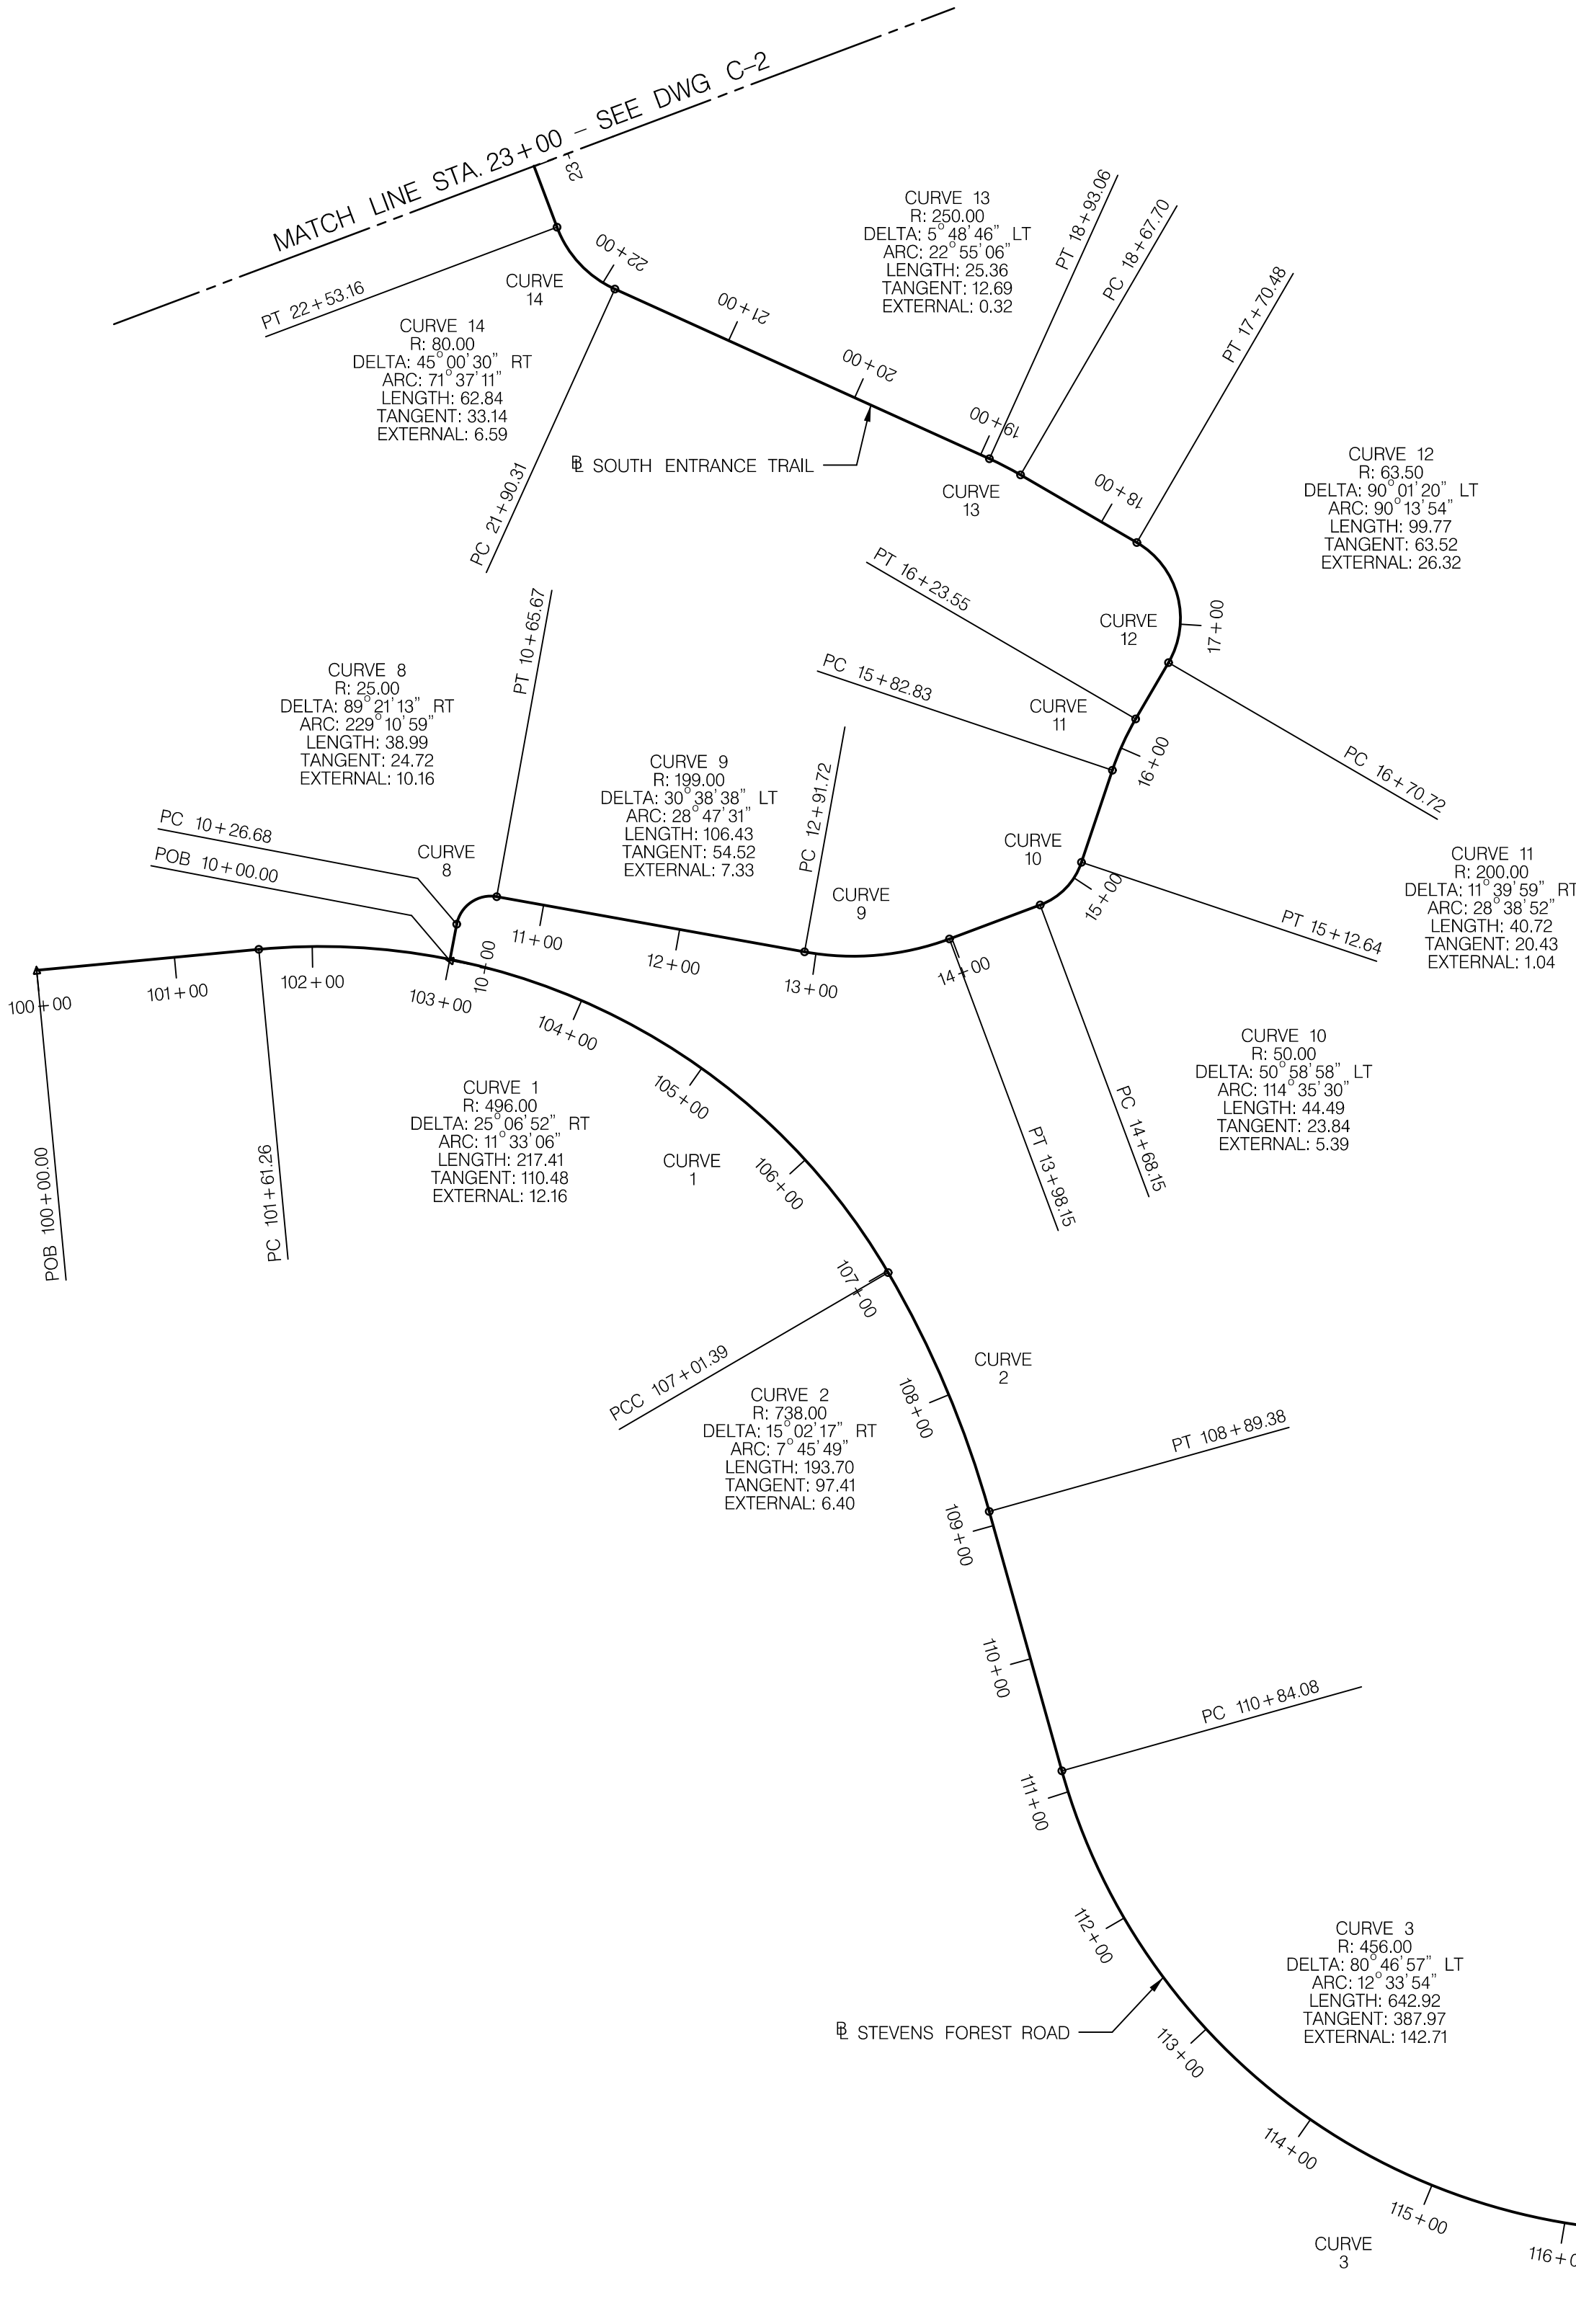 MATCH LINE STA. 23+00 - SEE DWG C-2
23+
PT 22+53.16
CURVE
14
22+00
CURVE 14
R: 80.00
DELTA: 45°00'30" RT
ARC: 71°37'11"
LENGTH: 62.84
TANGENT: 33.14
EXTERNAL: 6.59
PC 21+90.31
21+00
20+00
19+00
BL SOUTH ENTRANCE TRAIL
CURVE 13
R: 250.00
DELTA: 5°48'46" LT
ARC: 22°55'06"
LENGTH: 25.36
TANGENT: 12.69
EXTERNAL: 0.32
PT 18+93.06
PC 18+67.70
PT 17+70.48
CURVE
13
18+00
CURVE 12
R: 63.50
DELTA: 90°01'20" LT
ARC: 90°13'54"
LENGTH: 99.77
TANGENT: 63.52
EXTERNAL: 26.32
PT 16+23.55
CURVE
12
17+00
PC 15+82.83
CURVE
11
16+00
PC 16+70.72
PT 10+65.67
CURVE 8
R: 25.00
DELTA: 89°21'13" RT
ARC: 229°10'59"
LENGTH: 38.99
TANGENT: 24.72
EXTERNAL: 10.16
CURVE 9
R: 199.00
DELTA: 30°38'38" LT
ARC: 28°47'31"
LENGTH: 106.43
TANGENT: 54.52
EXTERNAL: 7.33
PC 12+91.72
PC 10+26.68
POB 10+00.00
CURVE
8
CURVE
9
CURVE
10
15+00
CURVE 11
R: 200.00
DELTA: 11°39'59" RT
ARC: 28°38'52"
LENGTH: 40.72
TANGENT: 20.43
EXTERNAL: 1.04
PT 15+12.64
100+00
101+00
102+00
103+00
10+00
11+00
12+00
13+00
14+00
104+00
105+00
106+00
107+00
CURVE 10
R: 50.00
DELTA: 50°58'58" LT
ARC: 114°35'30"
LENGTH: 44.49
TANGENT: 23.84
EXTERNAL: 5.39
PC 14+68.15
PT 13+98.15
POB 100+00.00
PC 101+61.26
CURVE 1
R: 496.00
DELTA: 25°06'52" RT
ARC: 11°33'06"
LENGTH: 217.41
TANGENT: 110.48
EXTERNAL: 12.16
CURVE
1
PCC 107+01.39
CURVE
2
108+00
CURVE 2
R: 738.00
DELTA: 15°02'17" RT
ARC: 7°45'49"
LENGTH: 193.70
TANGENT: 97.41
EXTERNAL: 6.40
PT 108+89.38
109+00
110+00
PC 110+84.08
111+00
112+00
BL STEVENS FOREST ROAD
CURVE 3
R: 456.00
DELTA: 80°46'57" LT
ARC: 12°33'54"
LENGTH: 642.92
TANGENT: 387.97
EXTERNAL: 142.71
113+00
114+00
115+00
116+0
CURVE
3